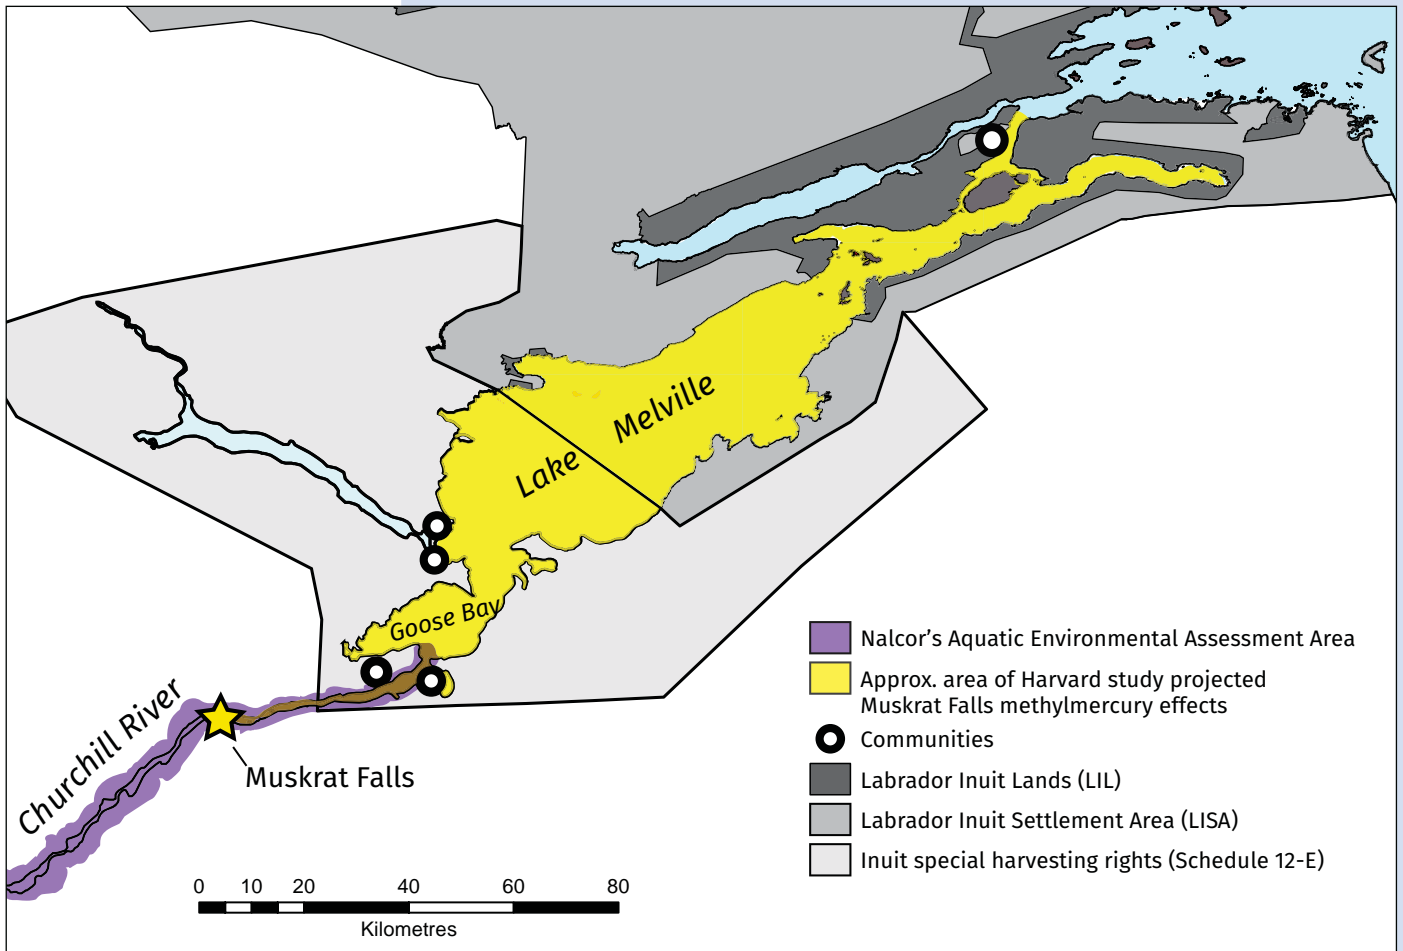 Melville
Lake
Goose Bay
Churchill River
Muskrat Falls
Nalcor's Aquatic Environmental Assessment Area
Approx. area of Harvard study projected
Muskrat Falls methylmercury effects
Communities
Labrador Inuit Lands (LIL)
Labrador Inuit Settlement Area (LISA)
Inuit special harvesting rights (Schedule 12-E)
0 10 20 40 60 80
Kilometres